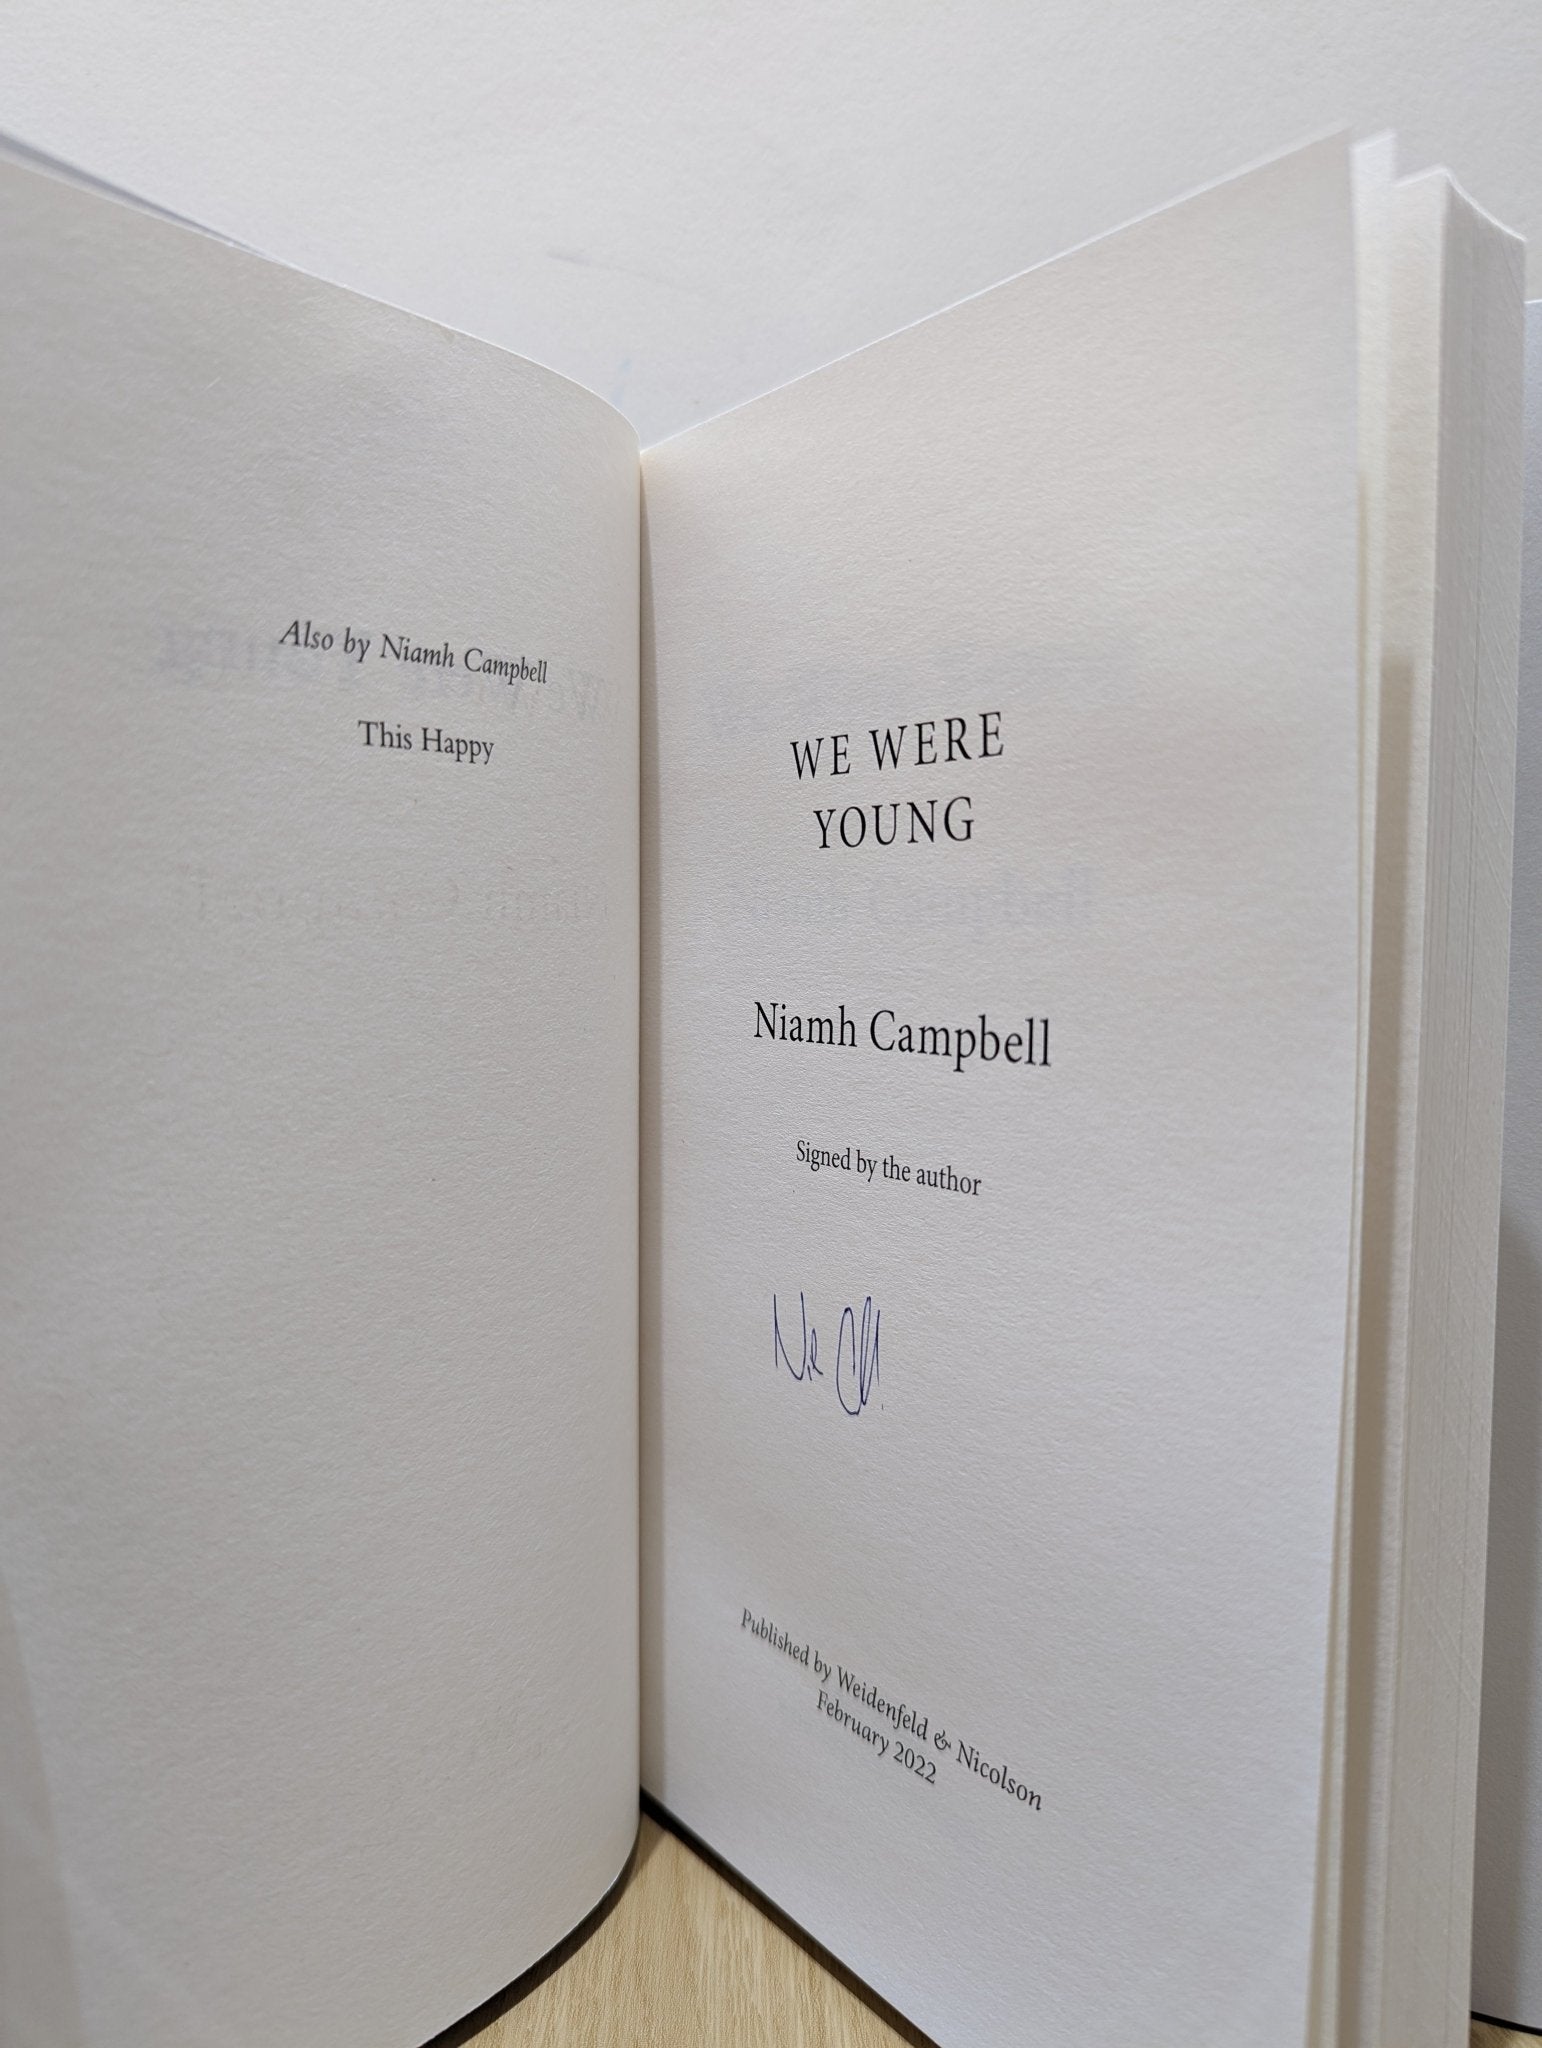 Also by Niamh Campbell
This Happy
WE WERE
YOUNG
Niamh Campbell
Signed by the author
Published by Weidenfeld & Nicolson
February 2022